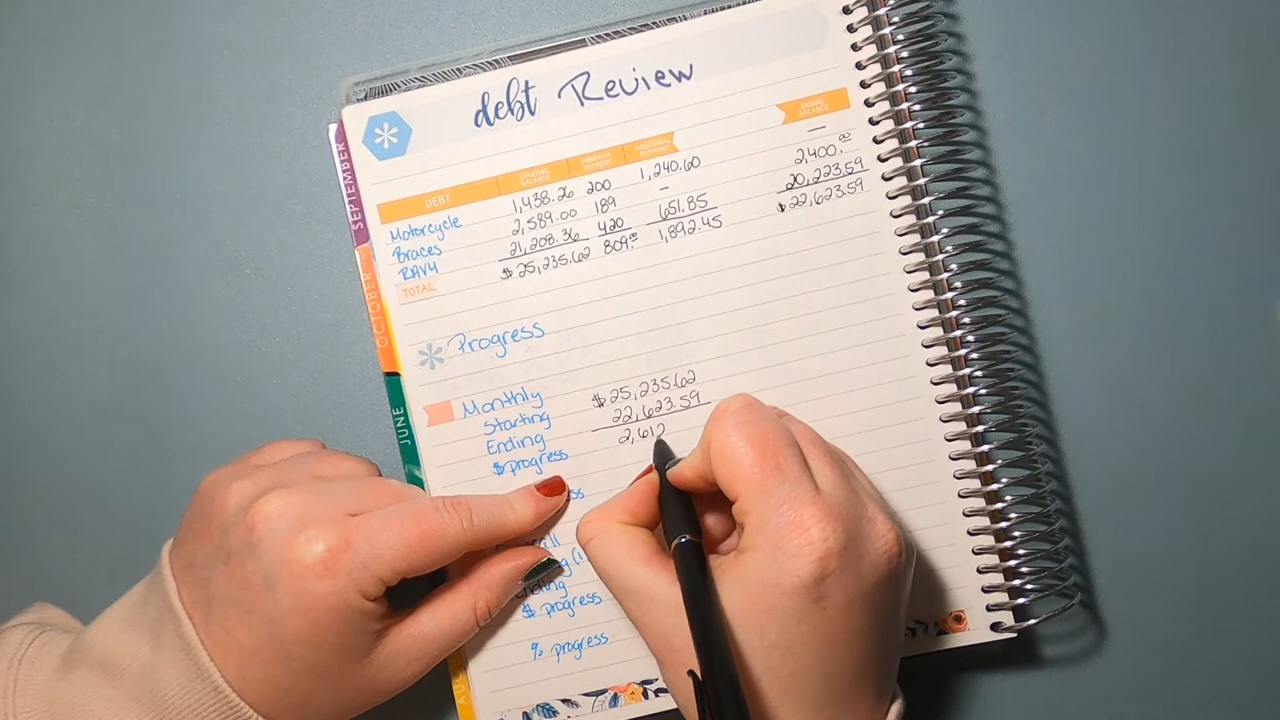 debt Review
DEBT STARTING BALANCE MINIMUM PAYMENT ADDITIONAL PAYMENT ENDING BALANCE
Motorcycle 1,438.26 200 1,240.60 —
Braces 2,589.00 189 — 2,400.00
RAV4 21,208.36 420 651.85 20,223.59
TOTAL $25,235.62 809.00 1,892.45 $22,623.59
Progress
Monthly
Starting $25,235.62
Ending 22,623.59
$ progress 2,612
Ending
$ progress
% progress
SEPTEMBER
OCTOBER
JUNE